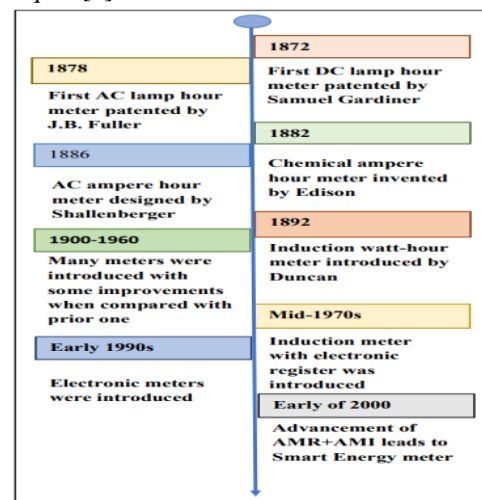 1872
First DC lamp hour
meter patented by
Samuel Gardiner
1878
First AC lamp hour
meter patented by
J.B. Fuller
1882
Chemical ampere
hour meter invented
by Edison
1886
AC ampere hour
meter designed by
Shallenberger
1892
Induction watt-hour
meter introduced by
Duncan
1900-1960
Many meters were
introduced with
some improvements
when compared with
prior one
Mid-1970s
Induction meter
with electronic
register was
introduced
Early 1990s
Electronic meters
were introduced
Early of 2000
Advancement of
AMR+AMI leads to
Smart Energy meter